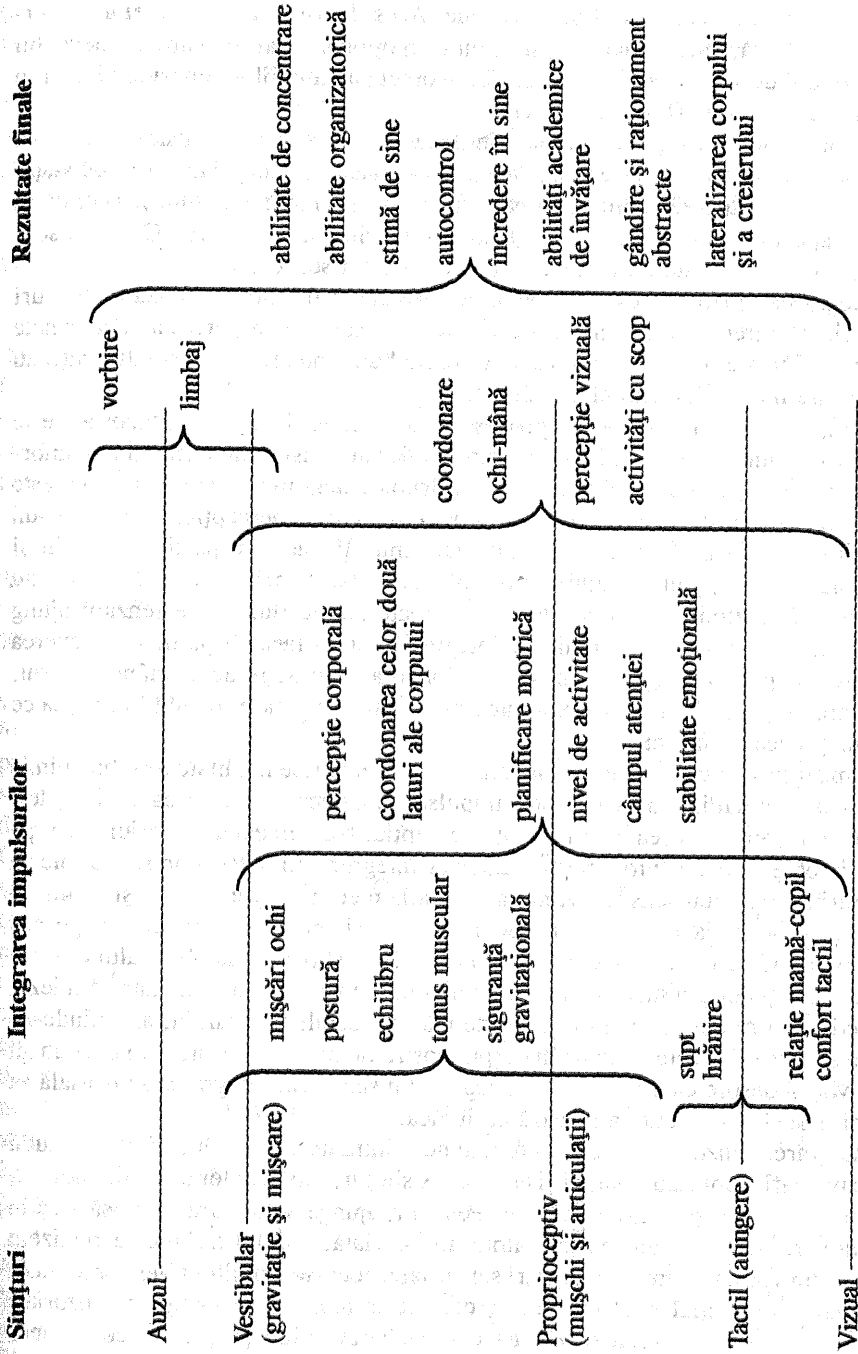 Simțuri
Integrarea impulsurilor
Rezultate finale
Auzul
Vestibular
(gravitație și mișcare)
Proprioceptiv
(mușchi și articulații)
Tactil (atingere)
Vizual
mișcări ochi
postură
echilibru
tonus muscular
siguranță
gravitațională
supt
hrănire
relație mamă-copil
confort tactil
percepție corporală
coordonarea celor două
laturi ale corpului
planificare motrică
nivel de activitate
câmpul atenției
stabilitate emoțională
vorbire
limbaj
coordonare
ochi-mână
percepție vizuală
activități cu scop
abilitate de concentrare
abilitate organizatorică
stimă de sine
autocontrol
încredere în sine
abilități academice
de învățare
gândire și raționament
abstracte
lateralizarea corpului
și a creierului